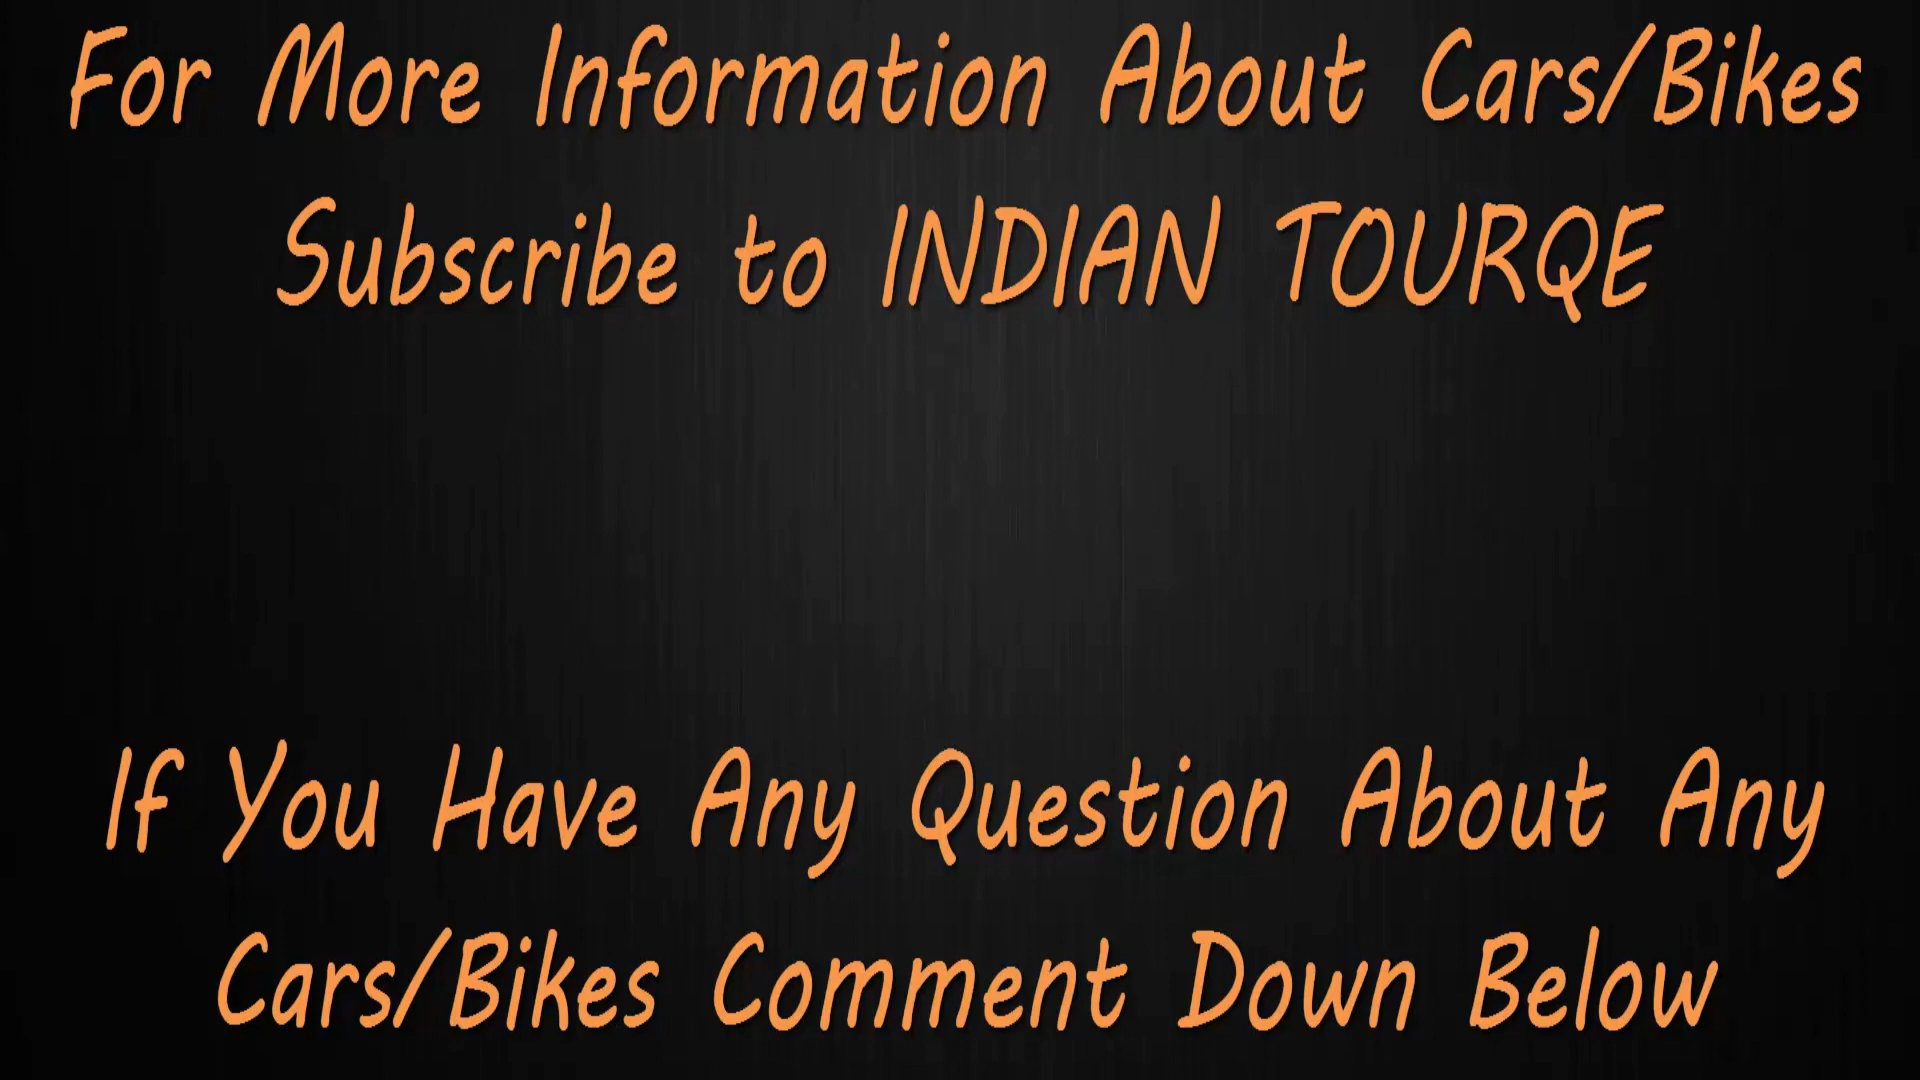 For More Information About Cars/Bikes
Subscribe to INDIAN TOURQE
If You Have Any Question About Any
Cars/Bikes Comment Down Below